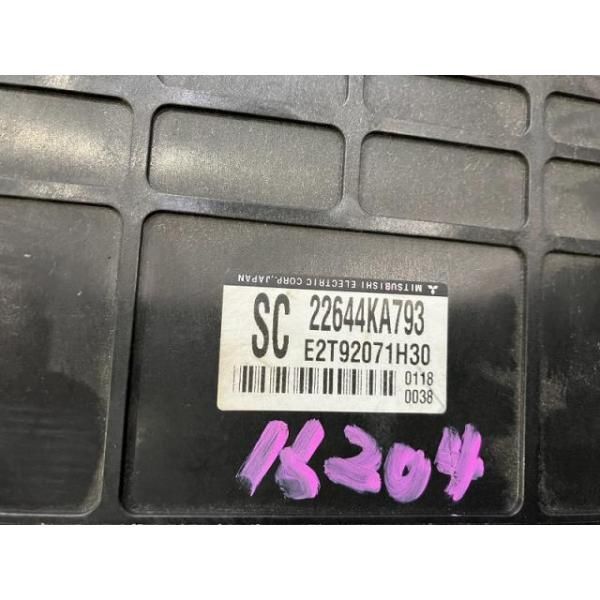 MITSUBISHI ELECTRIC CORP. JAPAN
SC 22644KA793
E2T92071H30
0118
0038
K204